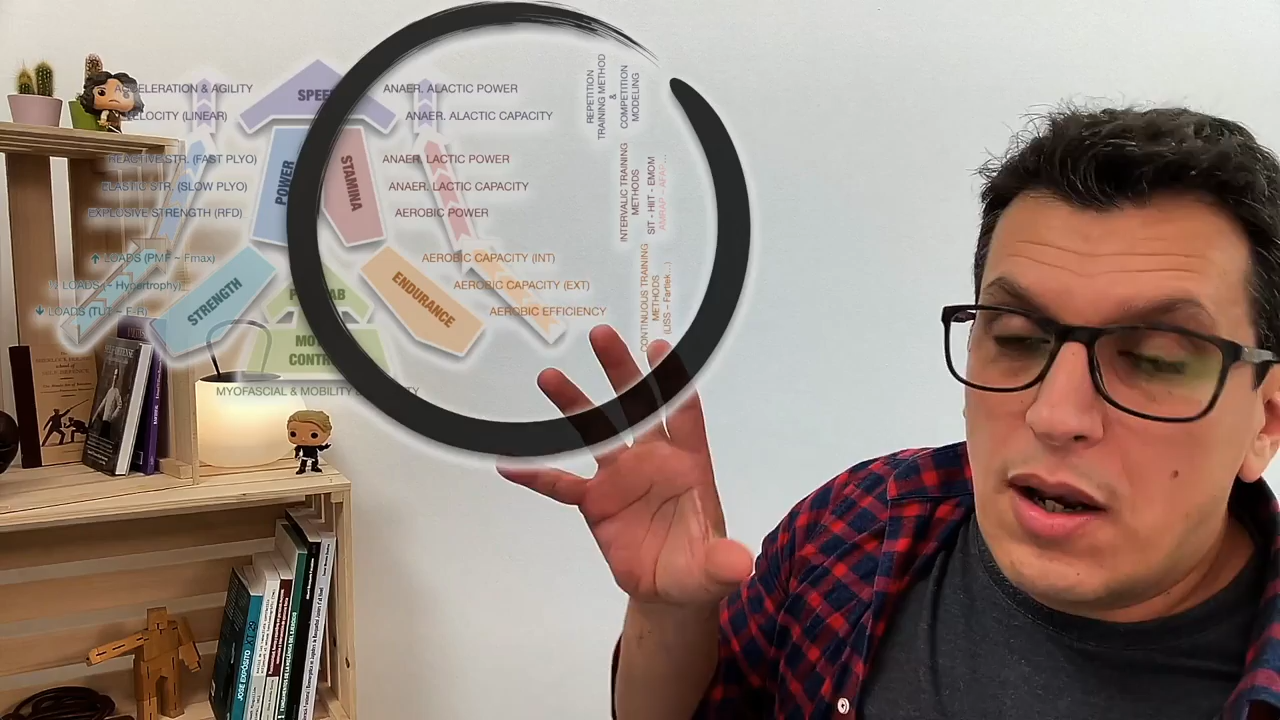 ACCELERATION & AGILITY
VELOCITY (LINEAR)
REACTIVE STR. (FAST PLYO)
ELASTIC STR. (SLOW PLYO)
EXPLOSIVE STRENGTH (RFD)
LOADS (PMF ~ Fmax)
LOADS (~ Hypertrophy)
LOADS (TUT ~ F-R)
SPEED
POWER
STAMINA
STRENGTH
ENDURANCE
MYOFASCIAL & MOBILITY
ANAER. ALACTIC POWER
ANAER. ALACTIC CAPACITY
ANAER. LACTIC POWER
ANAER. LACTIC CAPACITY
AEROBIC POWER
AEROBIC CAPACITY (INT)
AEROBIC CAPACITY (EXT)
AEROBIC EFFICIENCY
REPETITION
TRAINING METHOD
&
COMPETITION
MODELING
INTERVALIC TRAINING
METHODS
SIT - HIIT - EMOM
AMRAP - AFAP ...
CONTINUOUS TRAINING
METHODS
(LISS ~ Fartlek...)
JOSE EXPÓSITO